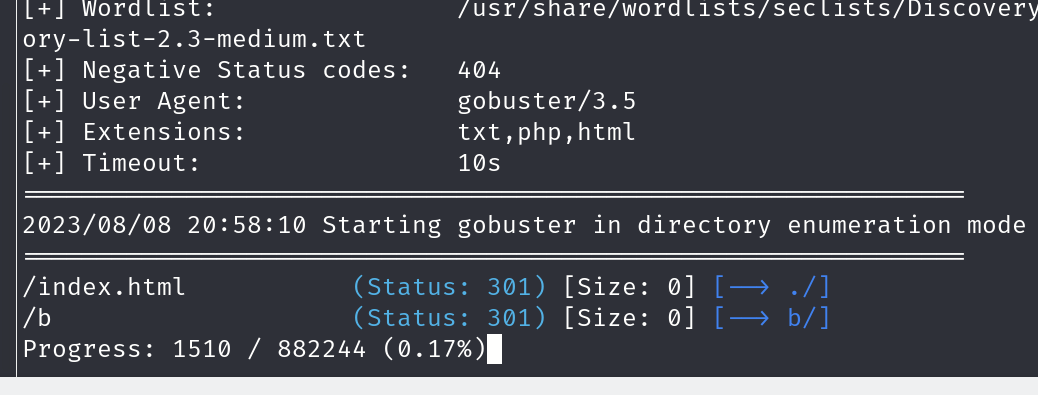 [+] Wordlist: /usr/share/wordlists/seclists/Discovery
ory-list-2.3-medium.txt
[+] Negative Status codes: 404
[+] User Agent: gobuster/3.5
[+] Extensions: txt,php,html
[+] Timeout: 10s
===============================================================
2023/08/08 20:58:10 Starting gobuster in directory enumeration mode
===============================================================
/index.html (Status: 301) [Size: 0] [--> ./]
/b (Status: 301) [Size: 0] [--> b/]
Progress: 1510 / 882244 (0.17%)